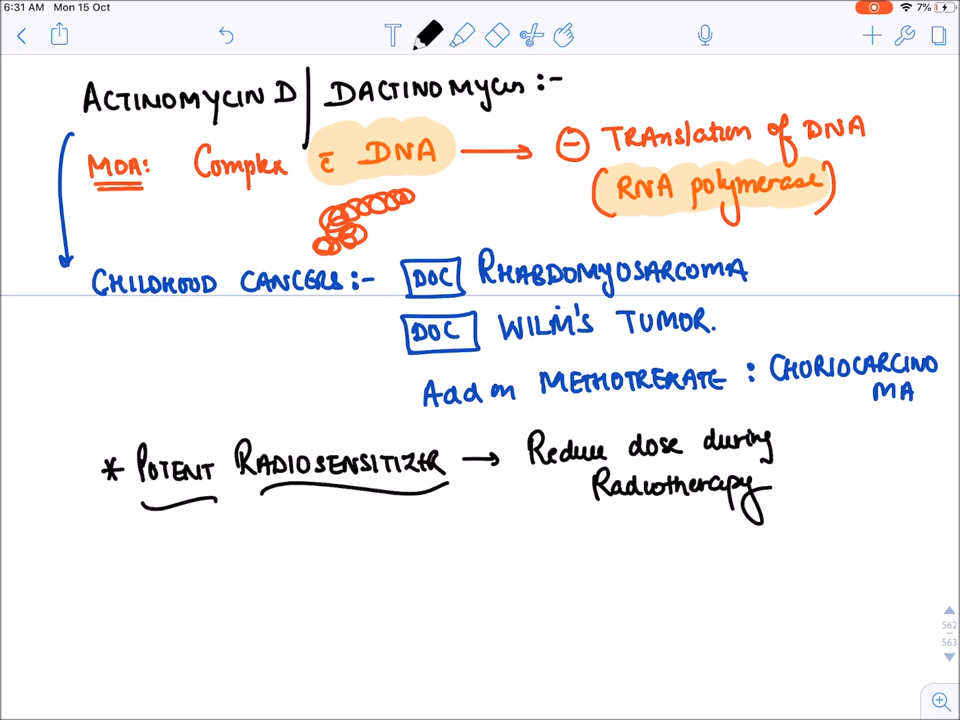 6:31 AM Mon 15 Oct
7%
T
ACTINOMYCIN D | DACTINOMYCIN :-
MOA: Complex c̄ DNA → ⊖ TRANslation of DNA
(RNA polymerase)
CHILDHOOD CANCERS :- DOC RHABDOMYOSARCOMA
DOC WILM'S TUMOR.
Add on METHOTREXATE : CHORIOCARCINO
MA
* POTENT RADIOSENSITIZER → Reduce dose during
Radiotherapy
562
563